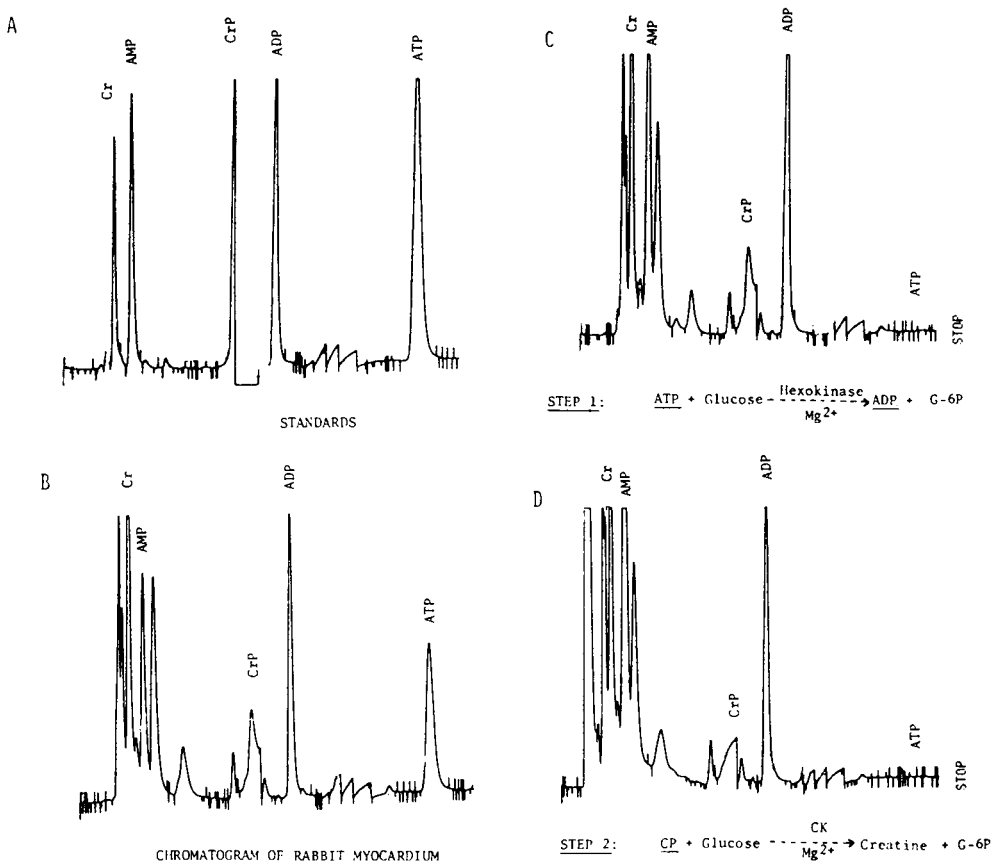 A
Cr
AMP
CrP
ADP
ATP
STANDARDS
B
Cr
AMP
CrP
ADP
ATP
CHROMATOGRAM OF RABBIT MYOCARDIUM
C
Cr
AMP
CrP
ADP
ATP
STOP
Hexokinase
STEP 1: ATP + Glucose ADP + G-6P
Mg2+
D
Cr
AMP
CrP
ADP
ATP
STOP
CK
STEP 2: CP + Glucose Creatine + G-6P
Mg2+